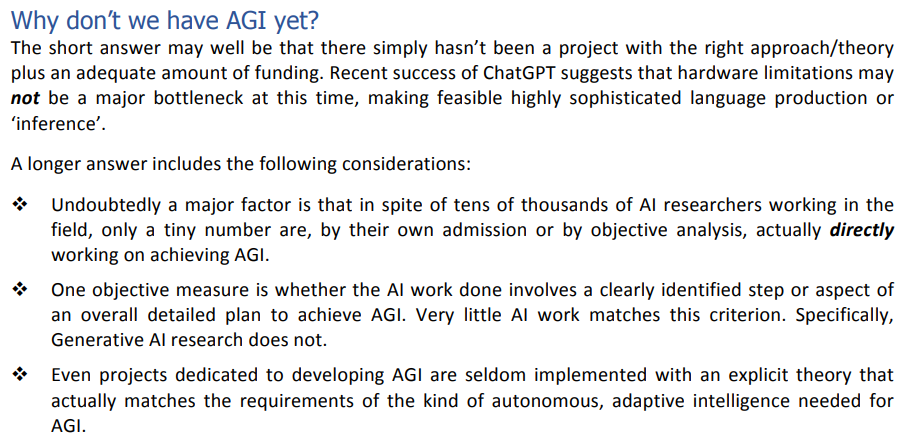 Why don’t we have AGI yet?
The short answer may well be that there simply hasn’t been a project with the right approach/theory
plus an adequate amount of funding. Recent success of ChatGPT suggests that hardware limitations may
not be a major bottleneck at this time, making feasible highly sophisticated language production or
‘inference’.
A longer answer includes the following considerations:
❖ Undoubtedly a major factor is that in spite of tens of thousands of AI researchers working in the
field, only a tiny number are, by their own admission or by objective analysis, actually directly
working on achieving AGI.
❖ One objective measure is whether the AI work done involves a clearly identified step or aspect of
an overall detailed plan to achieve AGI. Very little AI work matches this criterion. Specifically,
Generative AI research does not.
❖ Even projects dedicated to developing AGI are seldom implemented with an explicit theory that
actually matches the requirements of the kind of autonomous, adaptive intelligence needed for
AGI.